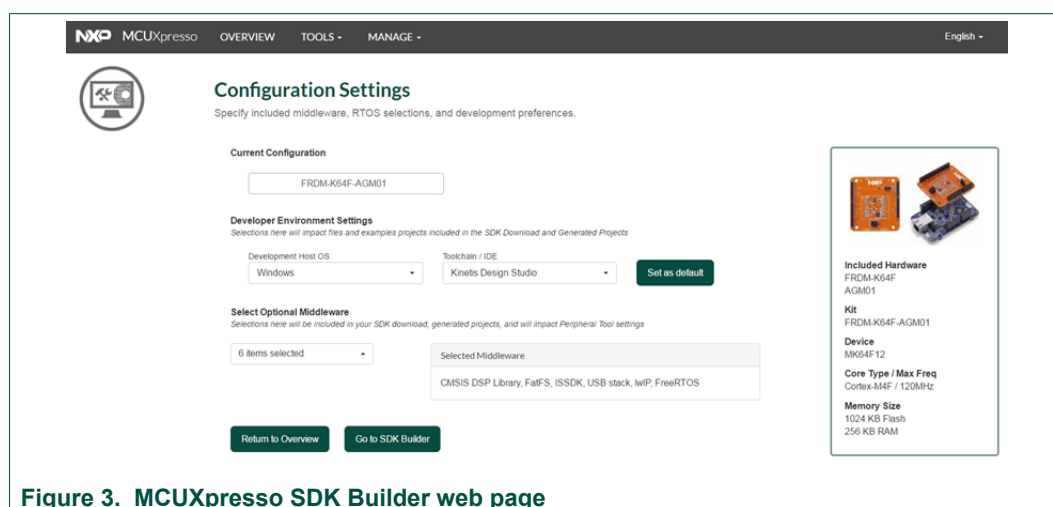 NXP MCUXpresso OVERVIEW TOOLS MANAGE English
Configuration Settings
Specify included middleware, RTOS selections, and development preferences.
Current Configuration
FRDM-K64F-AGM01
Developer Environment Settings
Selections here will impact files and examples projects included in the SDK Download and Generated Projects
Development Host OS Toolchain / IDE
Windows Kinetis Design Studio Set as default
Select Optional Middleware
Selections here will be included in your SDK download, generated projects, and will impact Peripheral Tool settings
6 items selected
Selected Middleware
CMSIS DSP Library, FatFS, ISSDK, USB stack, lwIP, FreeRTOS
Return to Overview Go to SDK Builder
Included Hardware
FRDM-K64F
AGM01
Kit
FRDM-K64F-AGM01
Device
MK64F12
Core Type / Max Freq
Cortex-M4F / 120MHz
Memory Size
1024 KB Flash
256 KB RAM
Figure 3. MCUXpresso SDK Builder web page